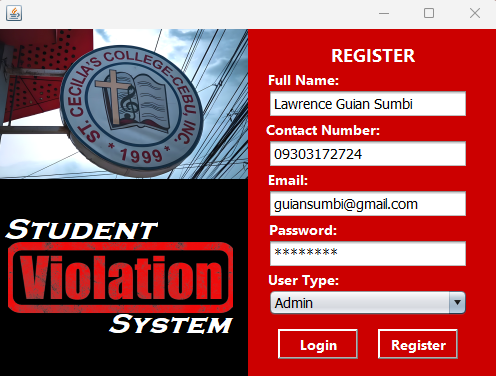 ST. CECILIA'S COLLEGE-CEBU, INC.
* 1999 *
STUDENT
Violation
SYSTEM
REGISTER
Full Name:
Lawrence Guian Sumbi
Contact Number:
09303172724
Email:
guiansumbi@gmail.com
Password:
********
User Type:
Admin
Login
Register